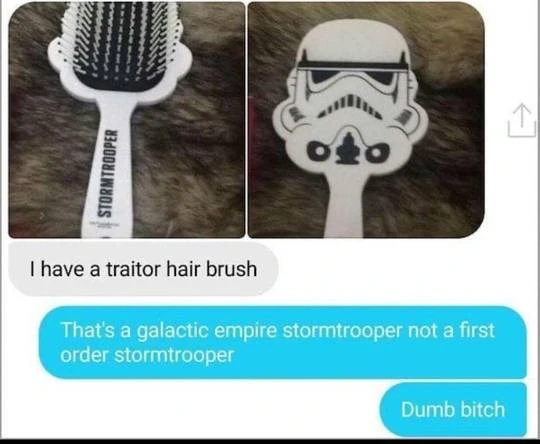 STORMTROOPER
I have a traitor hair brush
That's a galactic empire stormtrooper not a first
order stormtrooper
Dumb bitch